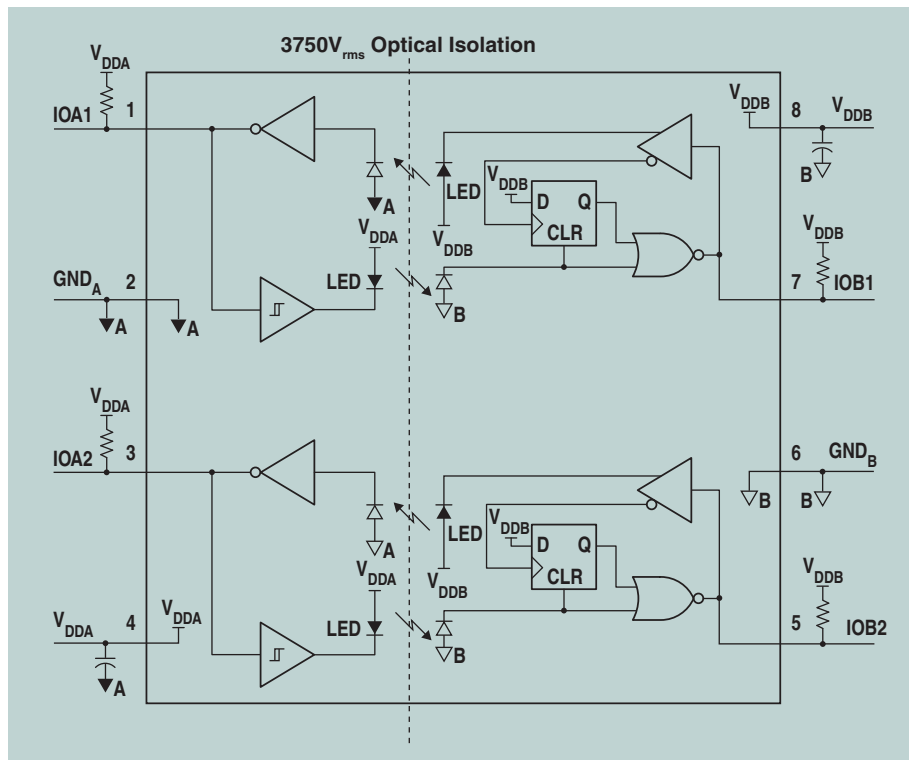 3750Vrms Optical Isolation
VDDA
IOA1
1
VDDB
8
VDDB
B
LED
A
VDDB
D
Q
CLR
VDDB
VDDA
LED
B
VDDB
7
IOB1
GNDA
2
A
A
VDDA
IOA2
3
6
GNDB
B
B
LED
A
VDDB
D
Q
CLR
VDDB
VDDA
LED
B
VDDB
5
IOB2
VDDA
4
VDDA
A